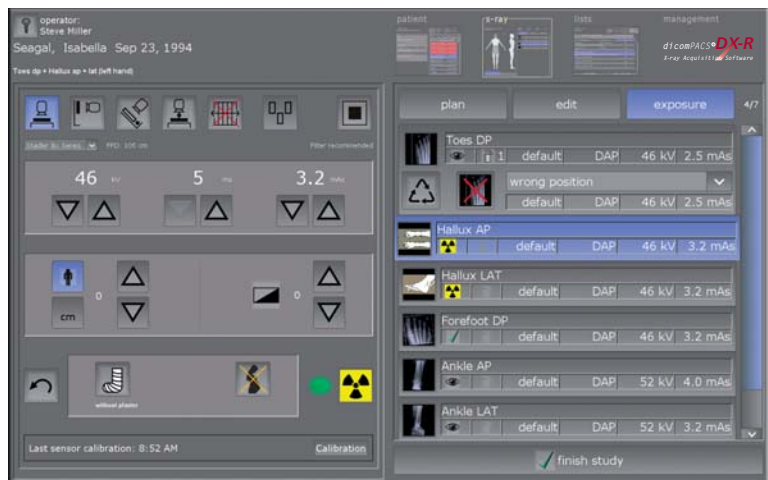 operator:
Steve Miller
Seagal, Isabella Sep 23, 1994
Toes dp + Hallux ap + lat (left hand)
patient
x-ray
lists
management
dicomPACS® DX-R
X-ray Acquisition Software
FFD: 106 cm
Filter recommended
46 kV
5 ms
3.2 mAs
0
cm
0
without plaster
Last sensor calibration: 8:52 AM
Calibration
plan
edit
exposure
4/7
Toes DP
1 default DAP 46 kV 2.5 mAs
wrong position
default DAP 46 kV 2.5 mAs
Hallux AP
default DAP 46 kV 3.2 mAs
Hallux LAT
default DAP 46 kV 3.2 mAs
Forefoot DP
default DAP 46 kV 3.2 mAs
Ankle AP
default DAP 52 kV 4.0 mAs
Ankle LAT
default DAP 52 kV 3.2 mAs
finish study